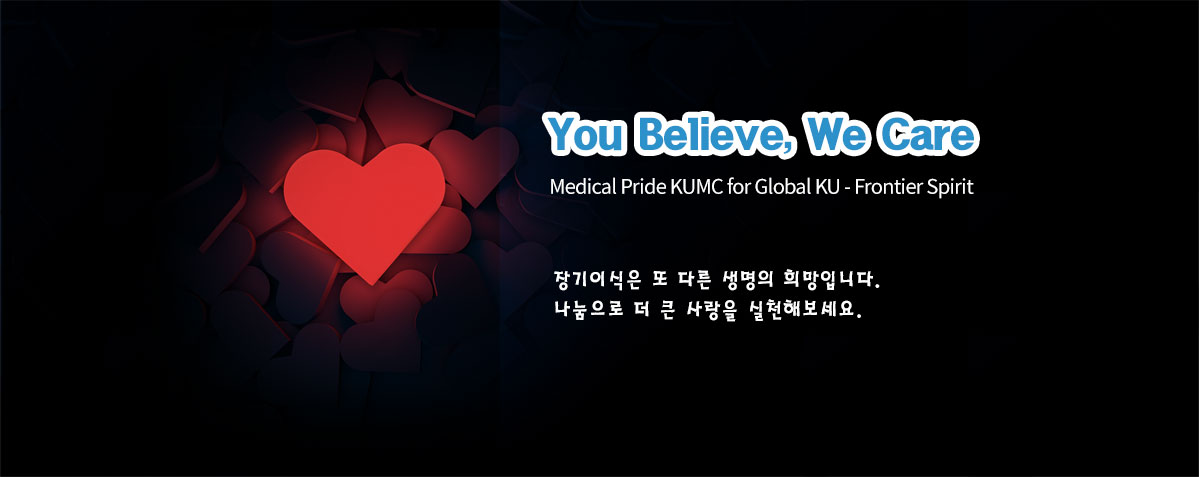 You Believe, We Care
Medical Pride KUMC for Global KU - Frontier Spirit
장기이식은 또 다른 생명의 희망입니다.
나눔으로 더 큰 사랑을 실천해보세요.